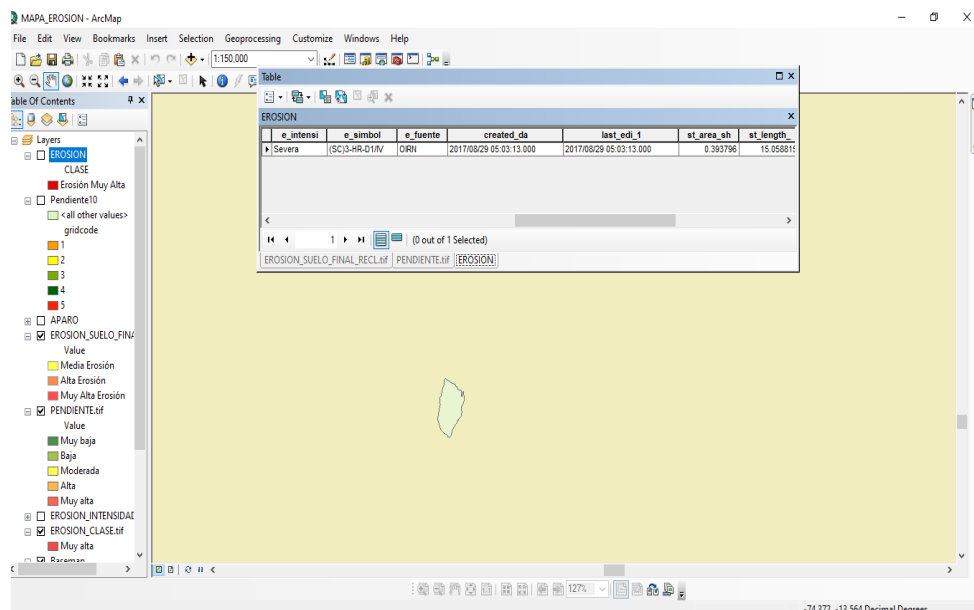 MAPA_EROSION - ArcMap
File Edit View Bookmarks Insert Selection Geoprocessing Customize Windows Help
1:150,000
Table Of Contents
Layers
EROSION
CLASE
Erosión Muy Alta
Pendiente10
<all other values>
gridcode
1
2
3
4
5
APARO
EROSION_SUELO_FINA
Value
Media Erosión
Alta Erosión
Muy Alta Erosión
PENDIENTE.tif
Value
Muy baja
Baja
Moderada
Alta
Muy alta
EROSION_INTENSIDAD
EROSION_CLASE.tif
Muy alta
Basemap
Table
EROSION
e_intensi e_simbol e_fuente created_da last_edi_1 st_area_sh st_length_
Severa (SC)3-HR-D1/IV OIRN 2017/08/29 05:03:13.000 2017/08/29 05:03:13.000 0.393796 15.058815
1 (0 out of 1 Selected)
EROSION_SUELO_FINAL_RECL.tif PENDIENTE.tif EROSION
127%
-74.372 -13.564 Decimal Degrees